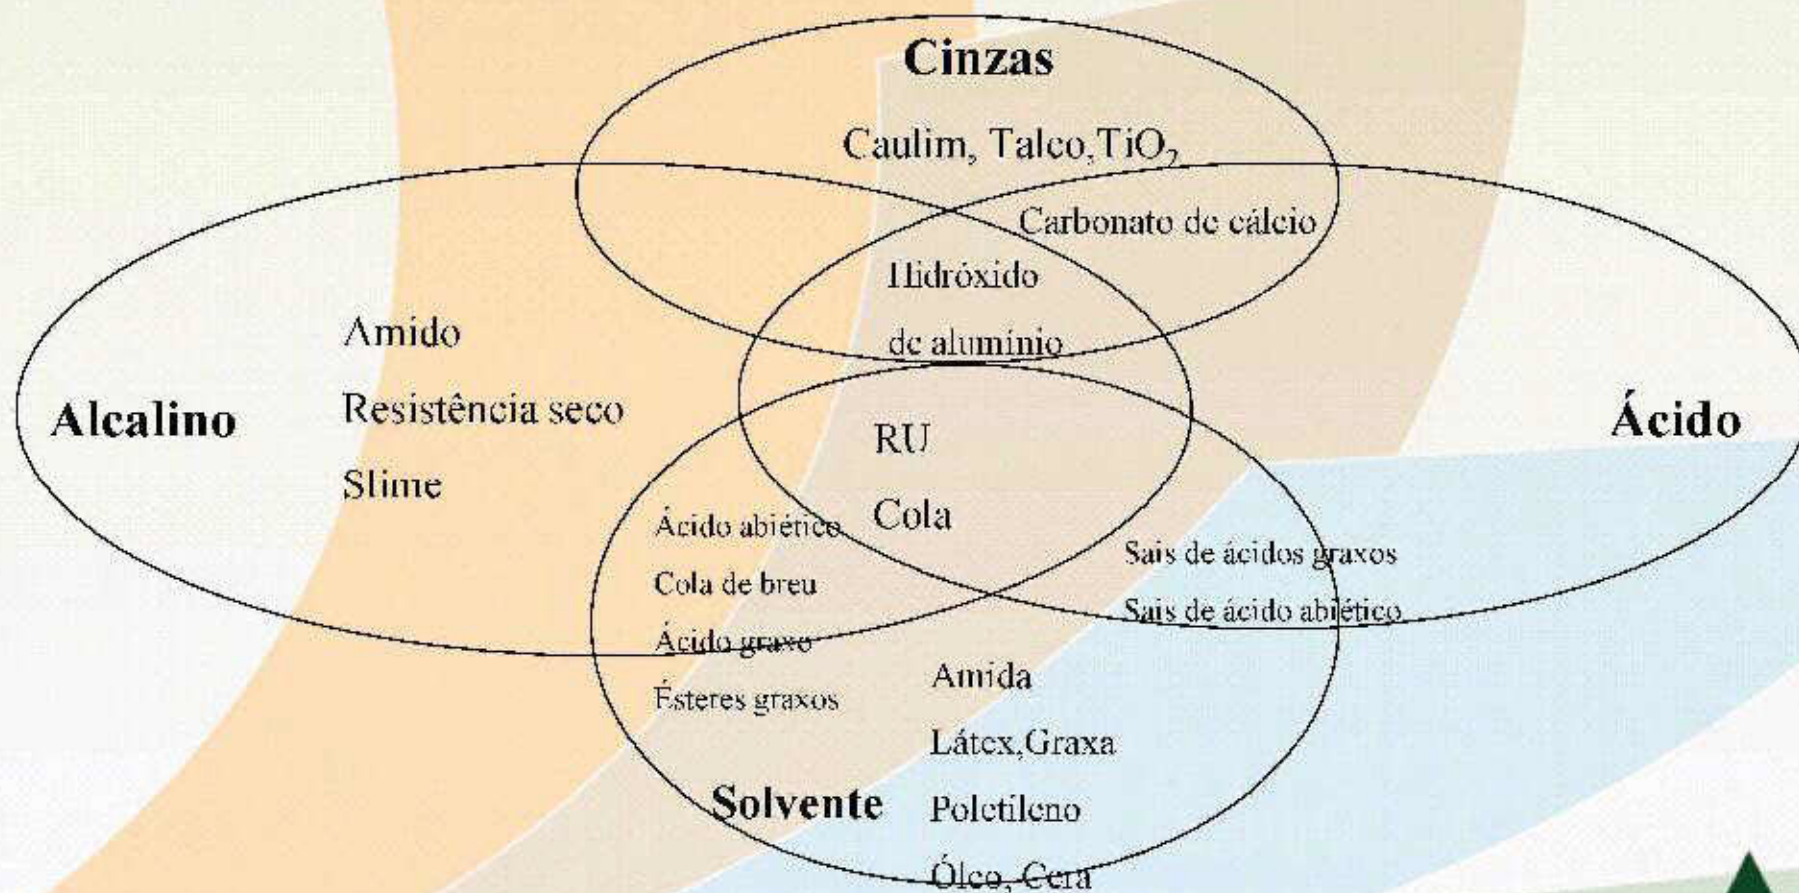 Cinzas
Caulim, Talco,TiO₂
Carbonato de cálcio
Hidróxido
de alumínio
Amido
Resistência seco
Slime
Alcalino
Ácido
RU
Cola
Ácido abiético
Cola de breu
Ácido graxo
Ésteres graxos
Sais de ácidos graxos
Sais de ácido abiético
Amida
Látex,Graxa
Poletileno
Óleo, Cera
Solvente